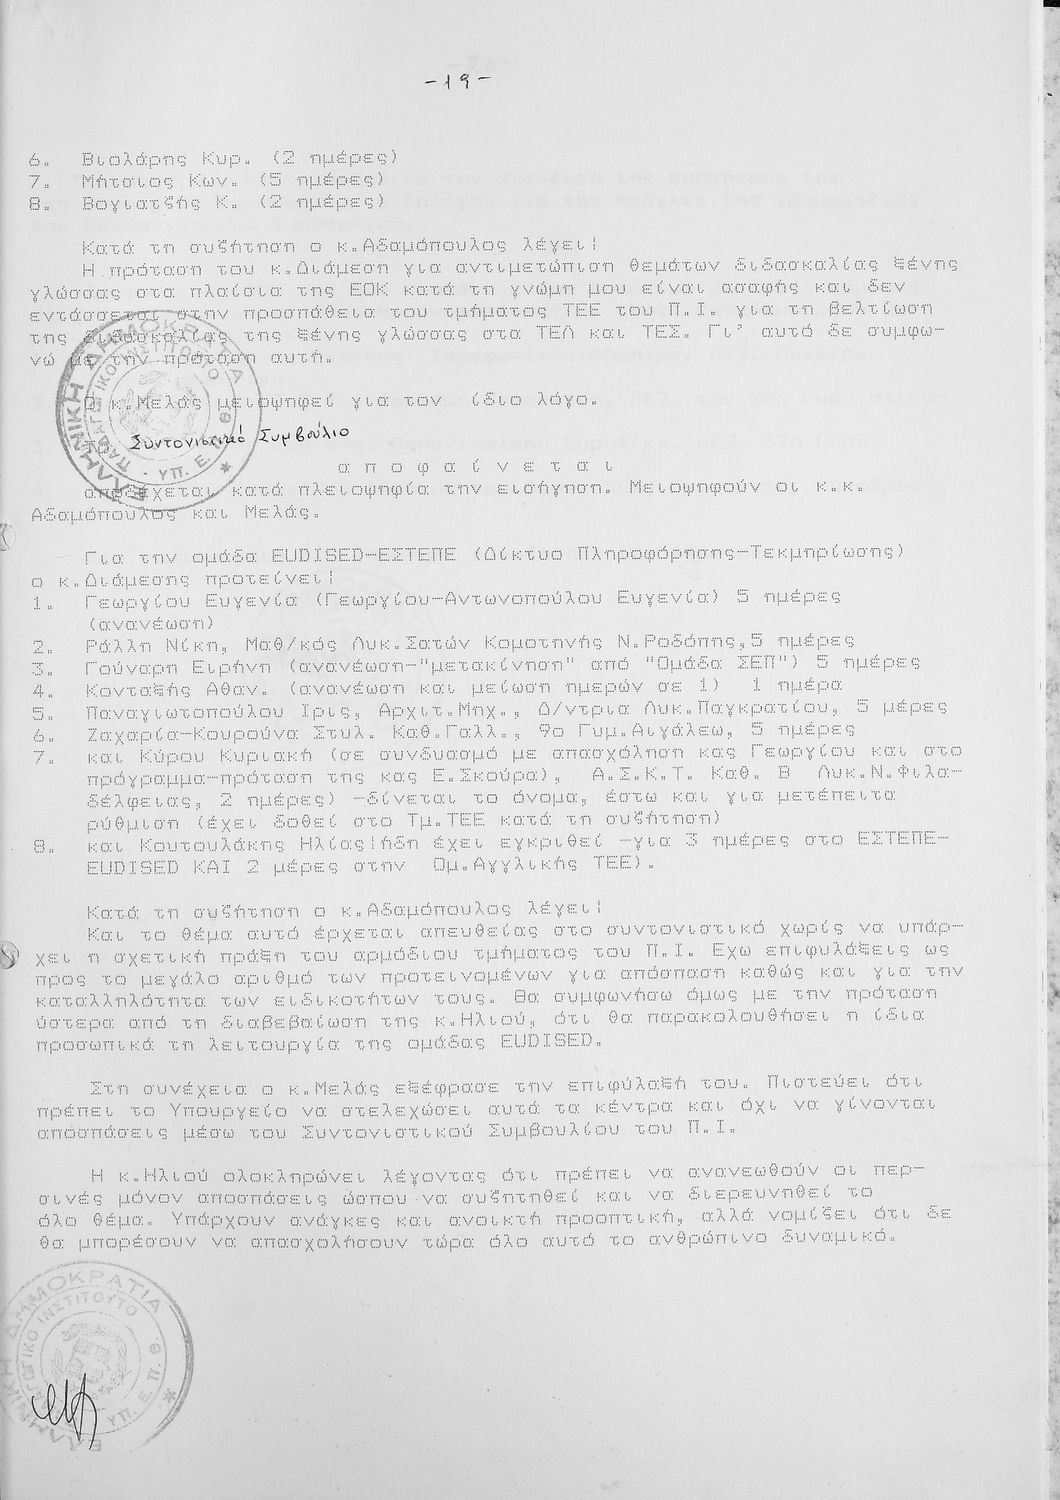 -19-
6. Βιολάρης Κυρ. (2 ημέρες)
7. Μήτσιος Κων. (5 ημέρες)
8. Βογιατζής Κ. (2 ημέρες)
Κατά τη συζήτηση ο κ.Αδαμόπουλος λέγει:
Η πρόταση του κ.Διάμεση για αντιμετώπιση θεμάτων διδασκαλίας ξένης
γλώσσας στα πλαίσια της ΕΟΚ κατά τη γνώμη μου είναι ασαφής και δεν
εντάσσεται στην προσπάθεια του τμήματος ΤΕΕ του Π.Ι. για τη βελτίωση
της διδασκαλίας της ξένης γλώσσας στα ΤΕΛ και ΤΕΣ. Γι' αυτό δε συμφω-
νώ με την πρόταση αυτή.
Ο κ.Μελάς μειοψηφεί για τον ίδιο λόγο.
Το Συντονιστικό Συμβούλιο
α π ο φ α ί ν ε τ α ι
αποδέχεται κατά πλειοψηφία την εισήγηση. Μειοψηφούν οι κ.κ.
Αδαμόπουλος και Μελάς.
Για την ομάδα EUDISED-ΕΣΤΕΠΕ (Δίκτυο Πληροφόρησης-Τεκμηρίωσης)
ο κ.Διάμεσης προτείνει:
1. Γεωργίου Ευγενία (Γεωργίου-Αντωνοπούλου Ευγενία) 5 ημέρες
(ανανέωση)
2. Ράλλη Νίκη, Μαθ/κός Λυκ.Σατών Κομοτηνής Ν.Ροδόπης,5 ημέρες
3. Γούναρη Ειρήνη (ανανέωση-"μετακίνηση" από "Ομάδα ΣΕΠ") 5 ημέρες
4. Κονταξής Αθαν. (ανανέωση και μείωση ημερών σε 1) 1 ημέρα
5. Παναγιωτοπούλου Ιρις, Αρχιτ.Μηχ., Δ/ντρια Λυκ.Παγκρατίου, 5 μέρες
6. Ζαχαρία-Κουρούνα Στυλ. Καθ.Γαλλ., 9ο Γυμ.Αιγάλεω, 5 ημέρες
7. και Κύρου Κυριακή (σε συνδυασμό με απασχόληση κας Γεωργίου και στο
πρόγραμμα-πρόταση της κας Ε.Σκούρα), Α.Σ.Κ.Τ. Καθ. Β Λυκ.Ν.Φιλα-
δέλφειας, 2 ημέρες) -δίνεται το όνομα, έστω και για μετέπειτα
ρύθμιση (έχει δοθεί στο Τμ.ΤΕΕ κατά τη συζήτηση)
8. και Κουτουλάκης Ηλίας:ήδη έχει εγκριθεί -για 3 ημέρες στο ΕΣΤΕΠΕ-
EUDISED ΚΑΙ 2 μέρες στην Ομ.Αγγλικής ΤΕΕ).
Κατά τη συζήτηση ο κ.Αδαμόπουλος λέγει:
Και το θέμα αυτό έρχεται απευθείας στο συντονιστικό χωρίς να υπάρ-
χει η σχετική πράξη του αρμόδιου τμήματος του Π.Ι. Εχω επιφυλάξεις ως
προς το μεγάλο αριθμό των προτεινομένων για απόσπαση καθώς και για την
καταλληλότητα των ειδικοτήτων τους. Θα συμφωνήσω όμως με την πρόταση
ύστερα από τη διαβεβαίωση της κ.Ηλιού, ότι θα παρακολουθήσει η ίδια
προσωπικά τη λειτουργία της ομάδας EUDISED.
Στη συνέχεια ο κ.Μελάς εξέφρασε την επιφύλαξή του. Πιστεύει ότι
πρέπει το Υπουργείο να στελεχώσει αυτά τα κέντρα και όχι να γίνονται
αποσπάσεις μέσω του Συντονιστικού Συμβουλίου του Π.Ι.
Η κ.Ηλιού ολοκληρώνει λέγοντας ότι πρέπει να ανανεωθούν οι περ-
σινές μόνον αποσπάσεις ώσπου να συζητηθεί και να διερευνηθεί το
όλο θέμα. Υπάρχουν ανάγκες και ανοικτή προοπτική, αλλά νομίζει ότι δε
θα μπορέσουν να απασχολήσουν τώρα όλο αυτό το ανθρώπινο δυναμικό.
ΕΛΛΗΝΙΚΗ ΔΗΜΟΚΡΑΤΙΑ
ΠΑΙΔΑΓΩΓΙΚΟ ΙΝΣΤΙΤΟΥΤΟ
ΥΠ. Ε. Π. Θ.